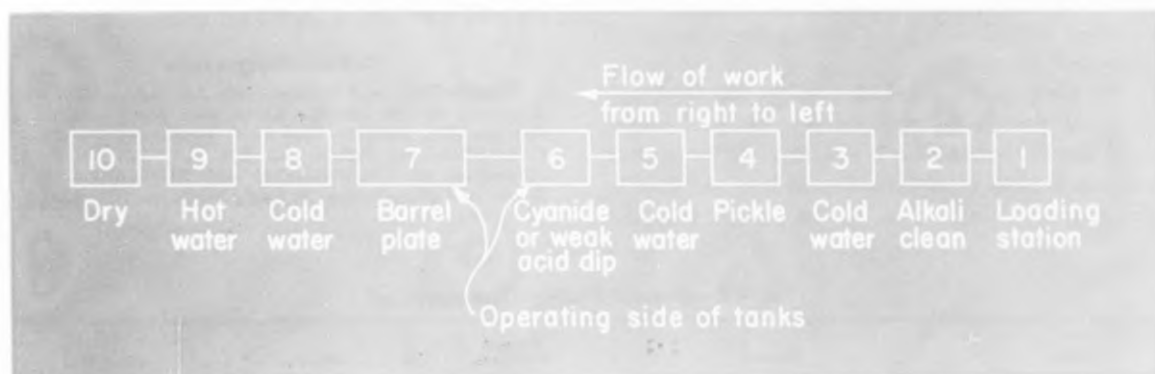 Flow of work
from right to left
10 9 8 7 6 5 4 3 2 1
Dry Hot Cold Barrel Cyanide Cold Pickle Cold Alkali Loading
water water plate or weak water water clean station
acid dip
Operating side of tanks